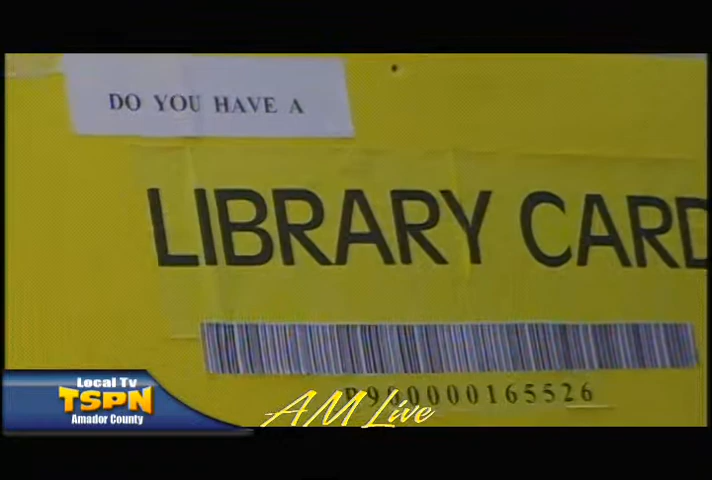 DO YOU HAVE A
LIBRARY CARD
Local Tv
TSPN
Amador County
AM Live